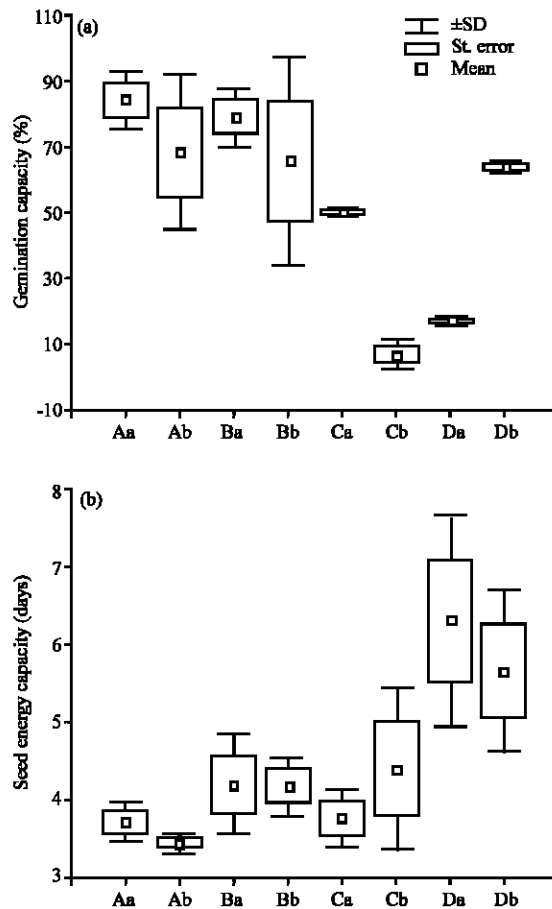 (a)
±SD
St. error
Mean
Gemination capacity (%)
110
90
70
50
30
10
-10
Aa Ab Ba Bb Ca Cb Da Db
(b)
Seed energy capacity (days)
8
7
6
5
4
3
Aa Ab Ba Bb Ca Cb Da Db